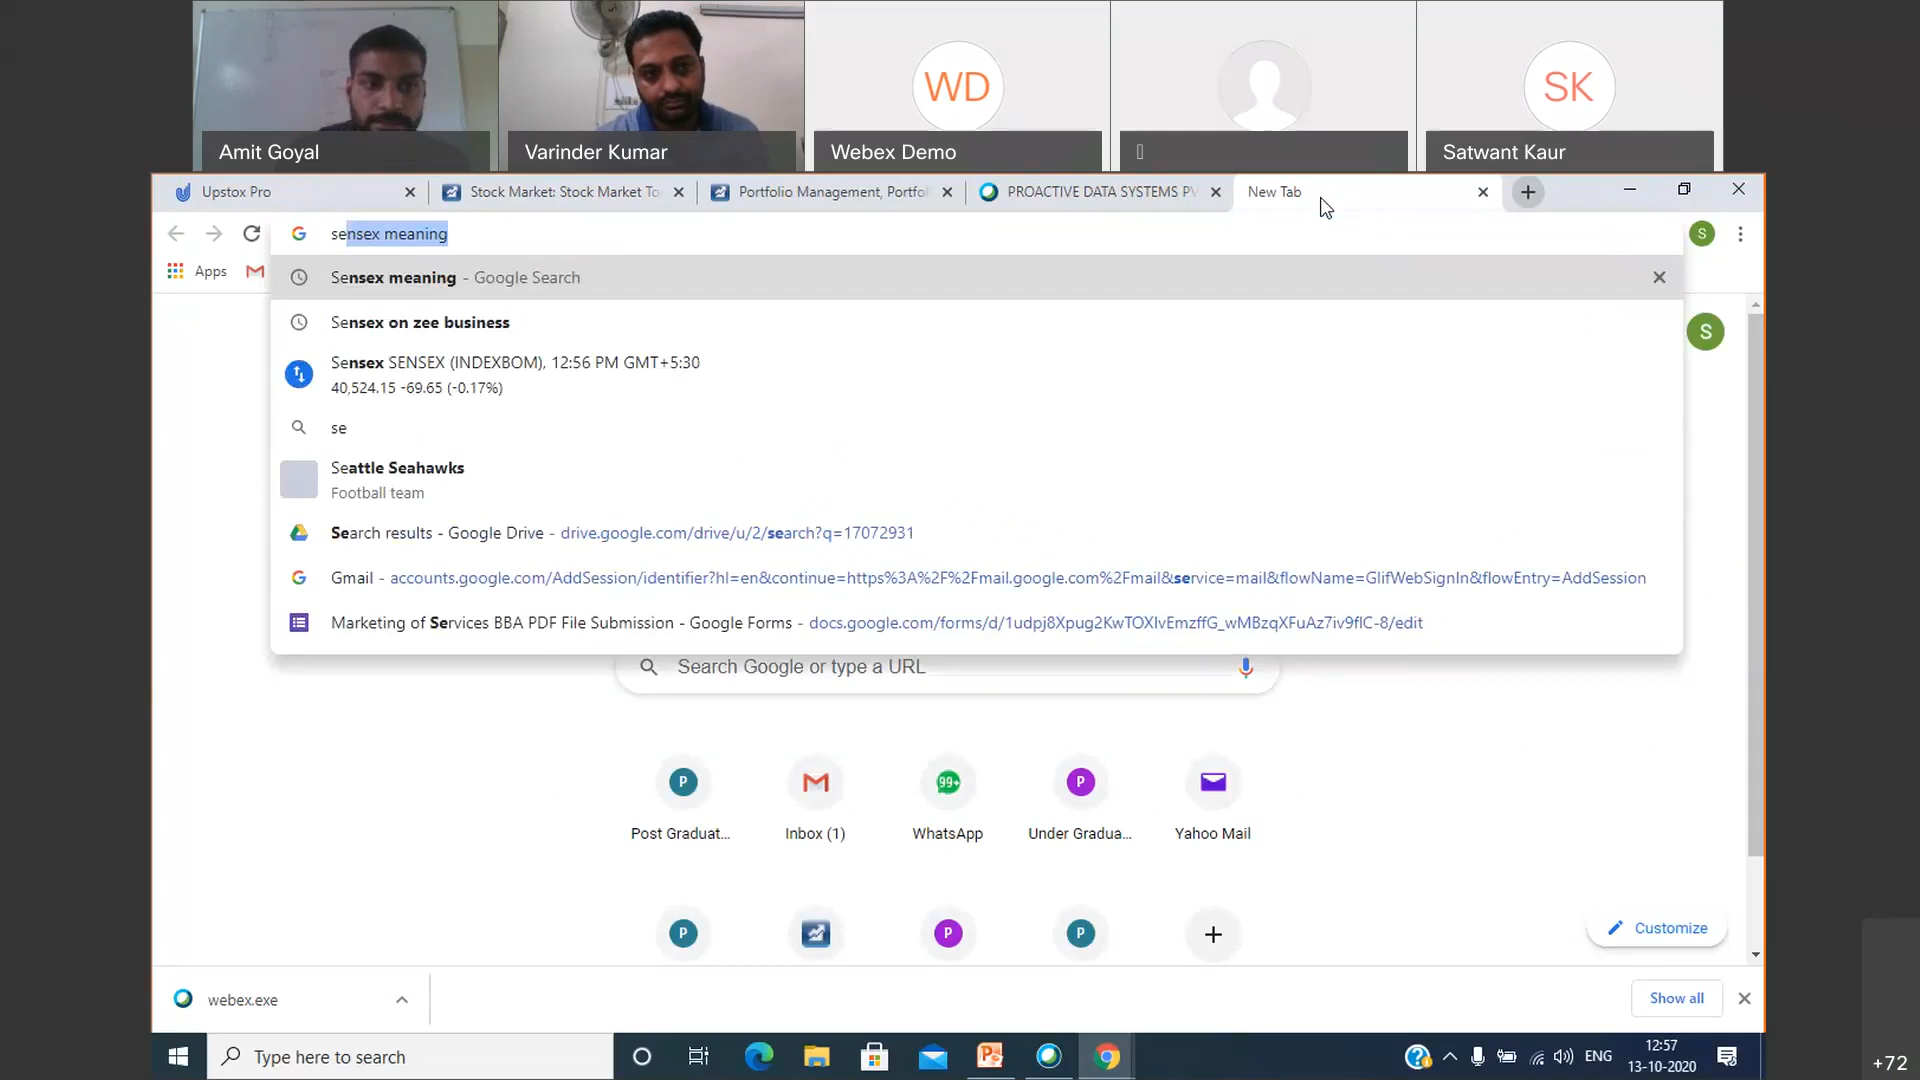 WD
SK
Amit Goyal
Varinder Kumar
Webex Demo
Satwant Kaur
Upstox Pro
Stock Market: Stock Market To
Portfolio Management, Portfo
PROACTIVE DATA SYSTEMS PV
New Tab
sensex meaning
S
Apps
Sensex meaning - Google Search
Sensex on zee business
S
Sensex SENSEX (INDEXBOM), 12:56 PM GMT+5:30
40,524.15 -69.65 (-0.17%)
se
Seattle Seahawks
Football team
Search results - Google Drive - drive.google.com/drive/u/2/search?q=17072931
Gmail - accounts.google.com/AddSession/identifier?hl=en&continue=https%3A%2F%2Fmail.google.com%2Fmail&service=mail&flowName=GlifWebSignIn&flowEntry=AddSession
Marketing of Services BBA PDF File Submission - Google Forms - docs.google.com/forms/d/1udpj8Xpug2KwTOXIvEmzffG_wMBzqXFuAz7iv9flC-8/edit
Search Google or type a URL
P
99+
P
Post Graduat...
Inbox (1)
WhatsApp
Under Gradua...
Yahoo Mail
P
P
P
Customize
webex.exe
Show all
Type here to search
ENG
12:57
13-10-2020
+72